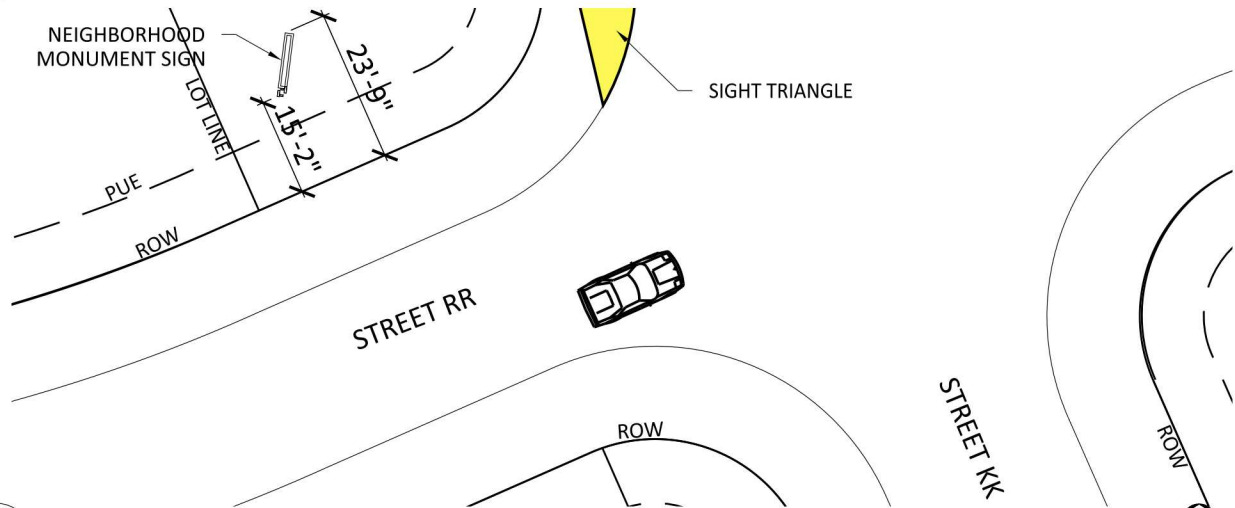 NEIGHBORHOOD
MONUMENT SIGN
23'-9"
15'-2"
LOT LINE
SIGHT TRIANGLE
PUE
ROW
STREET RR
ROW
STREET KK
ROW